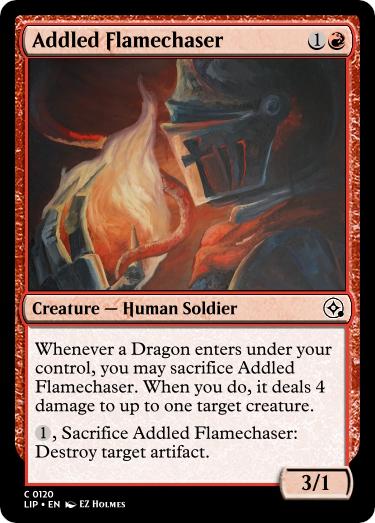 Addled Flamechaser 1
Creature — Human Soldier
Whenever a Dragon enters under your
control, you may sacrifice Addled
Flamechaser. When you do, it deals 4
damage to up to one target creature.
1, Sacrifice Addled Flamechaser:
Destroy target artifact.
3/1
C 0120
LIP • EN EZ HOLMES